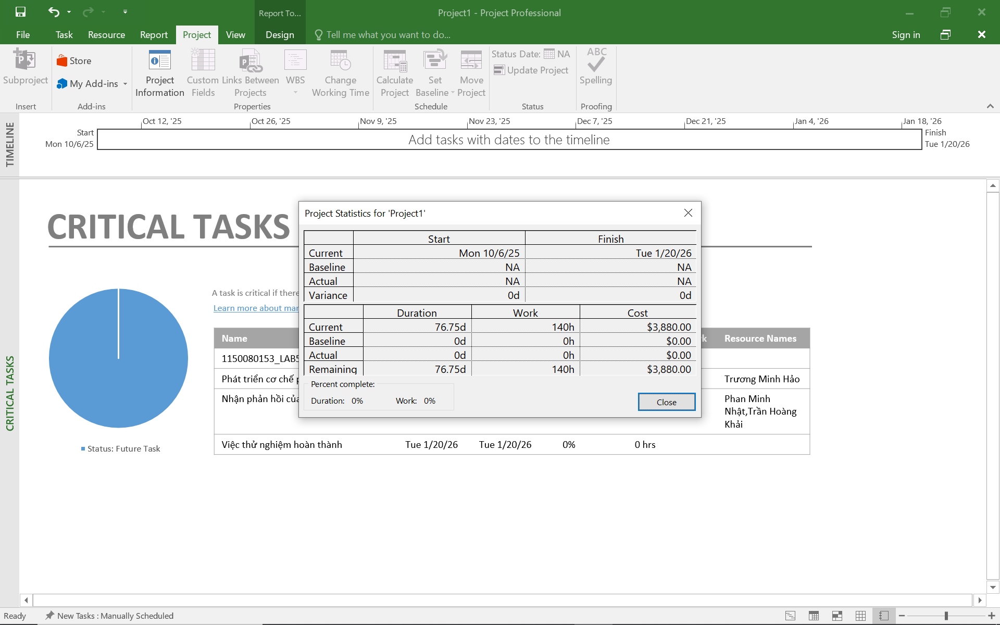 Report To...
Project1 - Project Professional
File Task Resource Report Project View Design Tell me what you want to do... Sign in
Subproject
Insert
Store
My Add-ins
Add-ins
Project Information
Custom Fields
Links Between Projects
WBS
Change Working Time
Properties
Calculate Project
Set Baseline
Move Project
Schedule
Status Date: NA
Update Project
Status
ABC
Spelling
Proofing
TIMELINE
Oct 12, '25 Oct 26, '25 Nov 9, '25 Nov 23, '25 Dec 7, '25 Dec 21, '25 Jan 4, '26 Jan 18, '26
Start
Mon 10/6/25
Add tasks with dates to the timeline
Finish
Tue 1/20/26
CRITICAL TASKS
CRITICAL TASKS
A task is critical if there
Learn more about mar
Status: Future Task
Name Resource Names
1150080153_LAB5
Phát triển cơ chế Trương Minh Hảo
Nhận phản hồi của Phan Minh
Nhật,Trần Hoàng
Khải
Việc thử nghiệm hoàn thành Tue 1/20/26 Tue 1/20/26 0% 0 hrs
Project Statistics for 'Project1'
Start Finish
Current Mon 10/6/25 Tue 1/20/26
Baseline NA NA
Actual NA NA
Variance 0d 0d
Duration Work Cost
Current 76.75d 140h $3,880.00
Baseline 0d 0h $0.00
Actual 0d 0h $0.00
Remaining 76.75d 140h $3,880.00
Percent complete:
Duration: 0% Work: 0%
Close
Ready New Tasks : Manually Scheduled